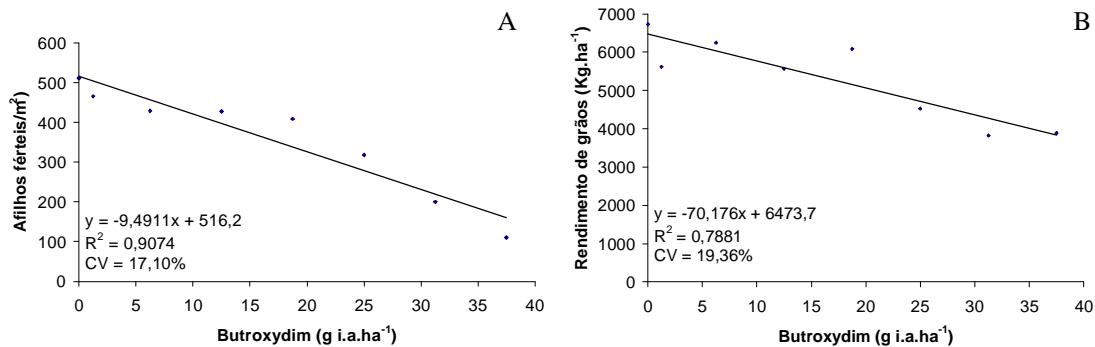 A
600
500
400
300
200
100
0
Afilhos férteis/m²
y = -9,4911x + 516,2
R² = 0,9074
CV = 17,10%
0 5 10 15 20 25 30 35 40
Butroxydim (g i.a.ha⁻¹)
B
7000
6000
5000
4000
3000
2000
1000
0
Rendimento de grãos (Kg.ha⁻¹)
y = -70,176x + 6473,7
R² = 0,7881
CV = 19,36%
0 5 10 15 20 25 30 35 40
Butroxydim (g i.a.ha⁻¹)